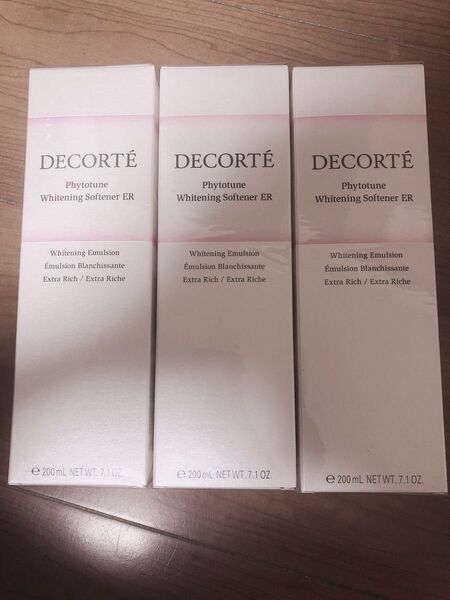 DECORTÉ
Phytotune
Whitening Softener ER
Whitening Emulsion
Émulsion Blanchissante
Extra Rich / Extra Riche
℮ 200 mL NET WT. 7.1 OZ.
DECORTÉ
Phytotune
Whitening Softener ER
Whitening Emulsion
Émulsion Blanchissante
Extra Rich / Extra Riche
℮ 200 mL NET WT. 7.1 OZ.
DECORTÉ
Phytotune
Whitening Softener ER
Whitening Emulsion
Émulsion Blanchissante
Extra Rich / Extra Riche
℮ 200 mL NET WT. 7.1 OZ.